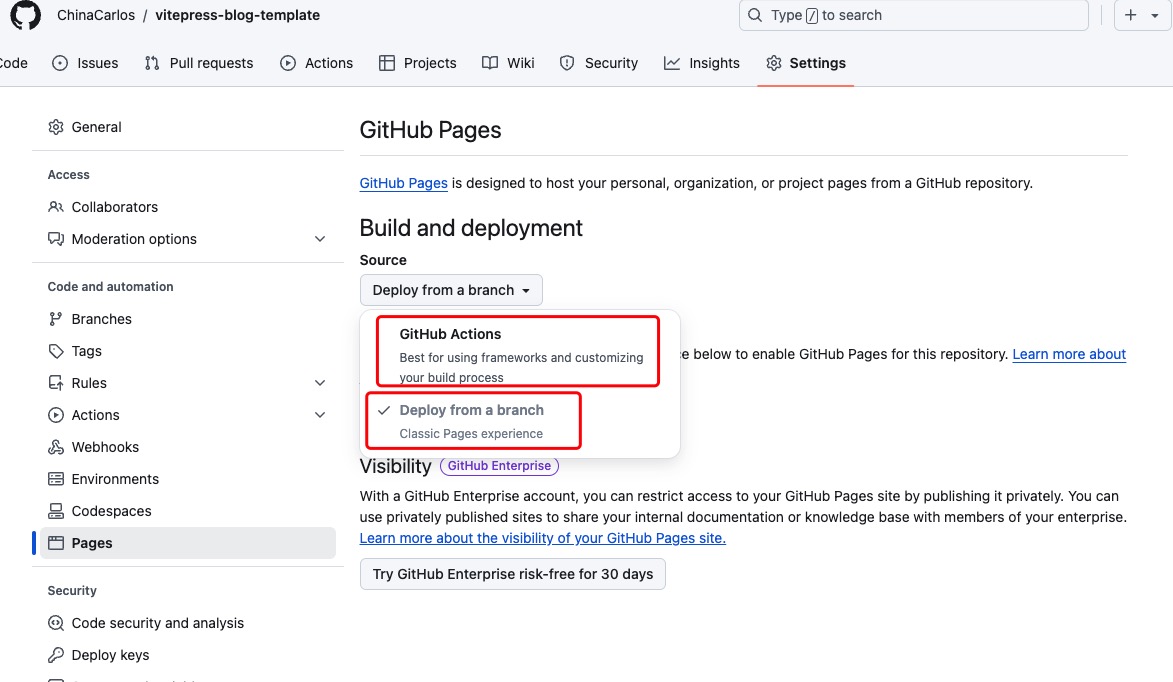 ChinaCarlos / vitepress-blog-template
Type / to search
Code Issues Pull requests Actions Projects Wiki Security Insights Settings
General
Access
Collaborators
Moderation options
Code and automation
Branches
Tags
Rules
Actions
Webhooks
Environments
Codespaces
Pages
Security
Code security and analysis
Deploy keys
GitHub Pages
GitHub Pages is designed to host your personal, organization, or project pages from a GitHub repository.
Build and deployment
Source
Deploy from a branch
GitHub Actions
Best for using frameworks and customizing
your build process
Deploy from a branch
Classic Pages experience
below to enable GitHub Pages for this repository. Learn more about
Visibility GitHub Enterprise
With a GitHub Enterprise account, you can restrict access to your GitHub Pages site by publishing it privately. You can
use privately published sites to share your internal documentation or knowledge base with members of your enterprise.
Learn more about the visibility of your GitHub Pages site.
Try GitHub Enterprise risk-free for 30 days